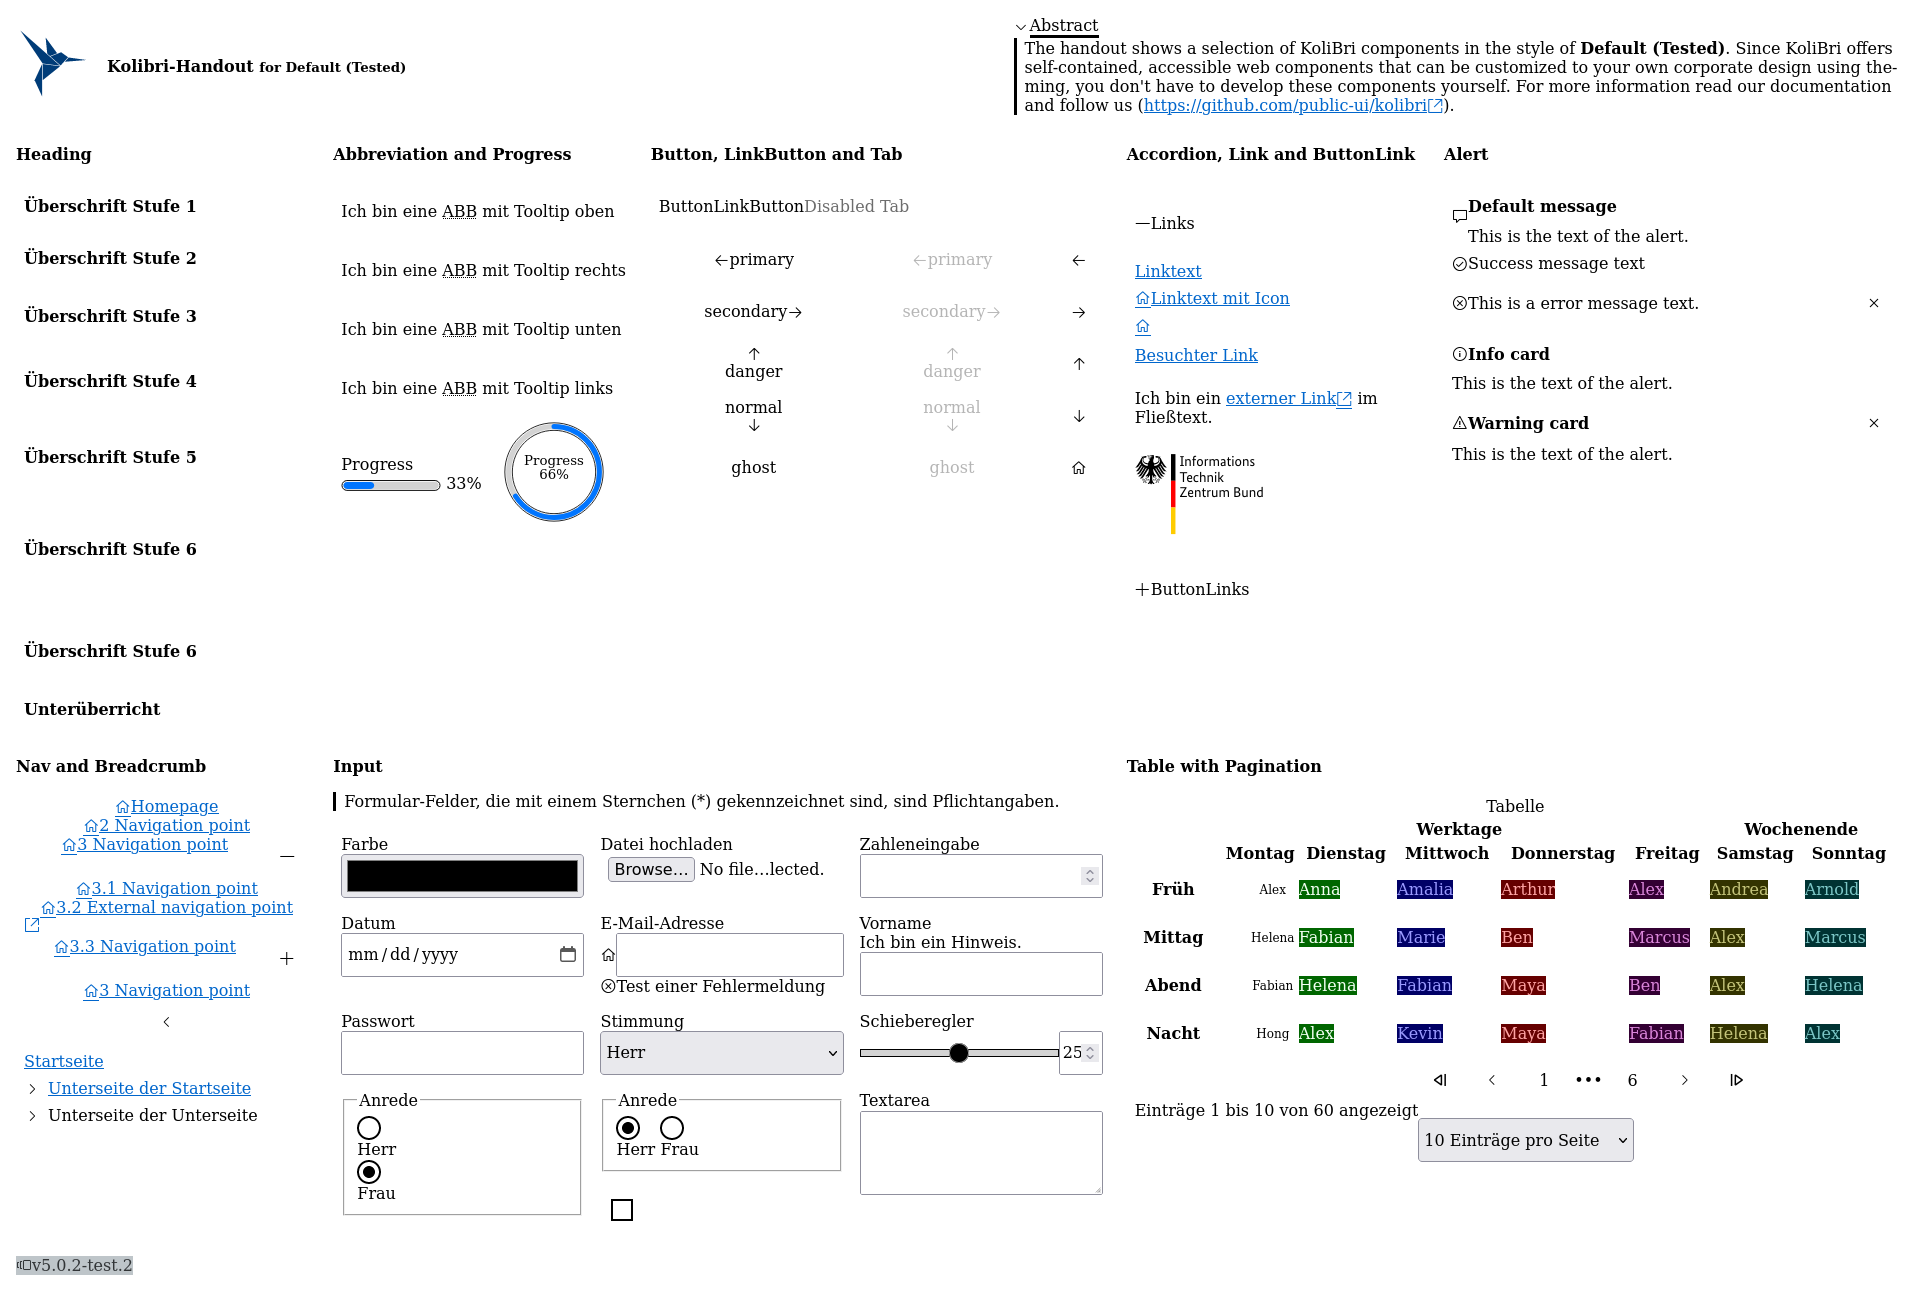 Kolibri-Handout for Default (Tested)
Abstract
The handout shows a selection of KoliBri components in the style of Default (Tested). Since KoliBri offers
self-contained, accessible web components that can be customized to your own corporate design using the-
ming, you don't have to develop these components yourself. For more information read our documentation
and follow us (https://github.com/public-ui/kolibri).
Heading
Überschrift Stufe 1
Überschrift Stufe 2
Überschrift Stufe 3
Überschrift Stufe 4
Überschrift Stufe 5
Überschrift Stufe 6
Überschrift Stufe 6
Unterüberricht
Abbreviation and Progress
Ich bin eine ABB mit Tooltip oben
Ich bin eine ABB mit Tooltip rechts
Ich bin eine ABB mit Tooltip unten
Ich bin eine ABB mit Tooltip links
Progress
33%
Progress
66%
Button, LinkButton and Tab
ButtonLinkButtonDisabled Tab
←primary ←primary ←
secondary→ secondary→ →
↑ ↑ ↑
danger danger
normal normal
↓ ↓ ↓
ghost ghost
Accordion, Link and ButtonLink
Links
Linktext
Linktext mit Icon
Besuchter Link
Ich bin ein externer Link im
Fließtext.
Informations
Technik
Zentrum Bund
ButtonLinks
Alert
Default message
This is the text of the alert.
Success message text
This is a error message text.
Info card
This is the text of the alert.
Warning card
This is the text of the alert.
Nav and Breadcrumb
Homepage
2 Navigation point
3 Navigation point
3.1 Navigation point
3.2 External navigation point
3.3 Navigation point
3 Navigation point
Startseite
Unterseite der Startseite
Unterseite der Unterseite
Input
Formular-Felder, die mit einem Sternchen (*) gekennzeichnet sind, sind Pflichtangaben.
Farbe
Datei hochladen
Browse… No file…lected.
Zahleneingabe
Datum
mm/dd/yyyy
E-Mail-Adresse
Test einer Fehlermeldung
Vorname
Ich bin ein Hinweis.
Passwort
Stimmung
Herr
Schieberegler
25
Anrede
Herr
Frau
Anrede
Herr Frau
Textarea
Table with Pagination
Tabelle
Werktage Wochenende
Montag Dienstag Mittwoch Donnerstag Freitag Samstag Sonntag
Früh Alex Anna Amalia Arthur Alex Andrea Arnold
Mittag Helena Fabian Marie Ben Marcus Alex Marcus
Abend Fabian Helena Fabian Maya Ben Alex Helena
Nacht Hong Alex Kevin Maya Fabian Helena Alex
1 ••• 6
Einträge 1 bis 10 von 60 angezeigt
10 Einträge pro Seite
v5.0.2-test.2